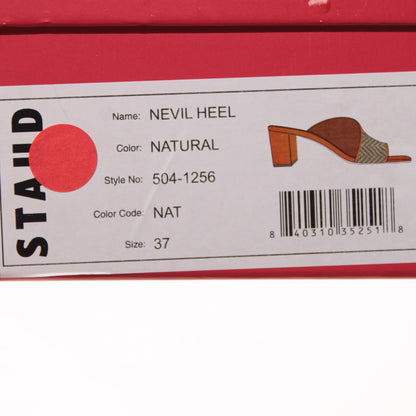 STAUD
Name: NEVIL HEEL
Color: NATURAL
Style No: 504-1256
Color Code: NAT
Size: 37
8 40310 35251 8